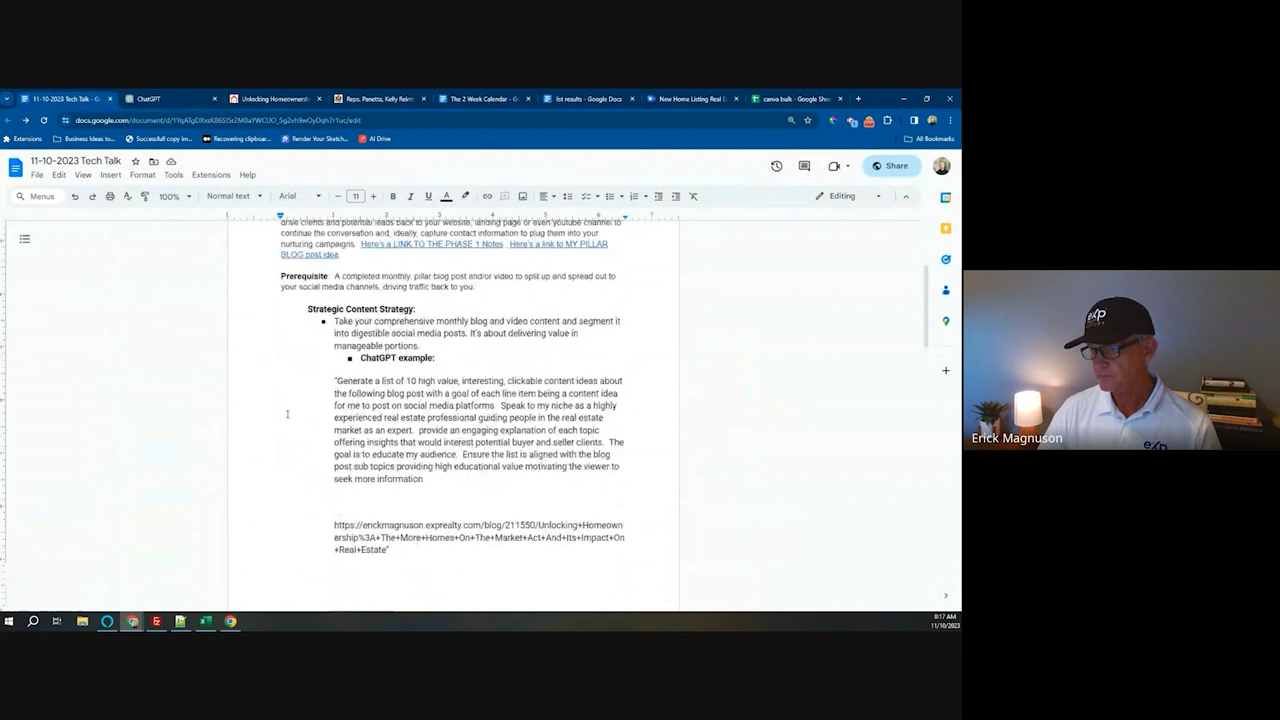 11-10-2023 Tech Talk - G
ChatGPT
Unlocking Homeownersh
Reps. Panetta, Kelly Reintr
The 2 Week Calendar - G
list results - Google Docs
New Home Listing Real E
canva bulk - Google Shee
Extensions
Business Ideas to...
Successfull copy im...
Recovering clipboar...
Render Your Sketch...
AI Drive
All Bookmarks
11-10-2023 Tech Talk
File Edit View Insert Format Tools Extensions Help
Share
Menus
100%
Normal text
Arial
11
Editing
1 1 2 3 4 5 6 7
drive clients and potential leads back to your website, landing page or even youtube channel to
continue the conversation and, ideally, capture contact information to plug them into your
nurturing campaigns. Here's a LINK TO THE PHASE 1 Notes , Here's a link to MY PILLAR
BLOG post idea.
Prerequisite: A completed monthly, pillar blog post and/or video to split up and spread out to
your social media channels, driving traffic back to you.
Strategic Content Strategy:
Take your comprehensive monthly blog and video content and segment it
into digestible social media posts. It's about delivering value in
manageable portions.
ChatGPT example:
"Generate a list of 10 high value, interesting, clickable content ideas about
the following blog post with a goal of each line item being a content idea
for me to post on social media platforms. Speak to my niche as a highly
experienced real estate professional guiding people in the real estate
market as an expert. provide an engaging explanation of each topic
offering insights that would interest potential buyer and seller clients. The
goal is to educate my audience. Ensure the list is aligned with the blog
post sub topics providing high educational value motivating the viewer to
seek more information
https://erickmagnuson.exprealty.com/blog/211550/Unlocking+Homeown
ership%3A+The+More+Homes+On+The+Market+Act+And+Its+Impact+On
+Real+Estate"
8:17 AM
11/10/2023
eXp
eXp
Erick Magnuson